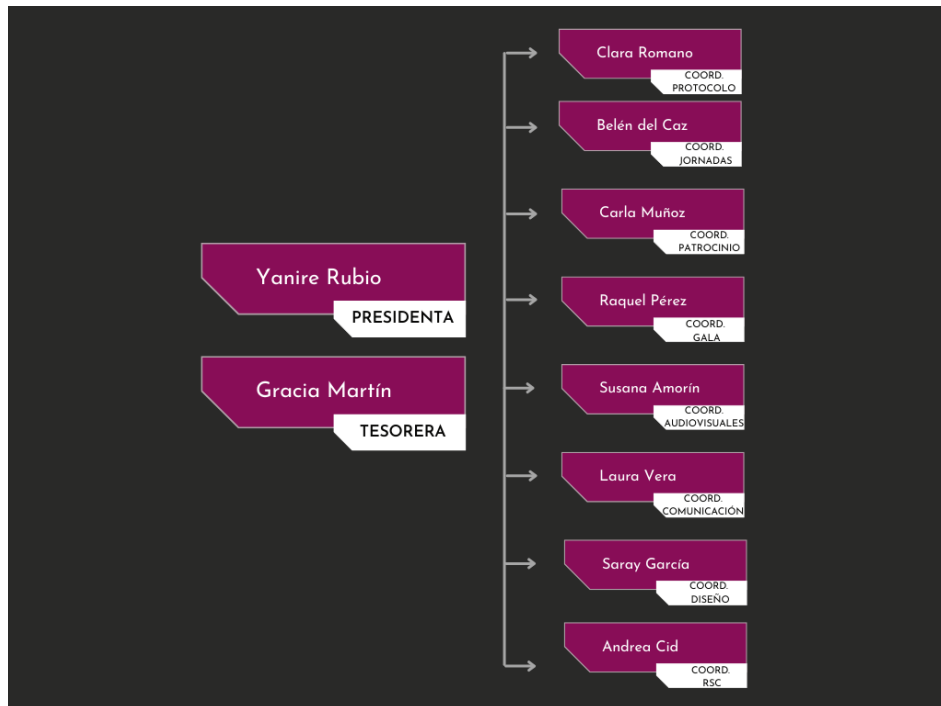 Yanire Rubio
PRESIDENTA
Gracia Martín
TESORERA
Clara Romano
COORD.
PROTOCOLO
Belén del Caz
COORD.
JORNADAS
Carla Muñoz
COORD.
PATROCINIO
Raquel Pérez
COORD.
GALA
Susana Amorín
COORD.
AUDIOVISUALES
Laura Vera
COORD.
COMUNICACIÓN
Saray García
COORD.
DISEÑO
Andrea Cid
COORD.
RSC